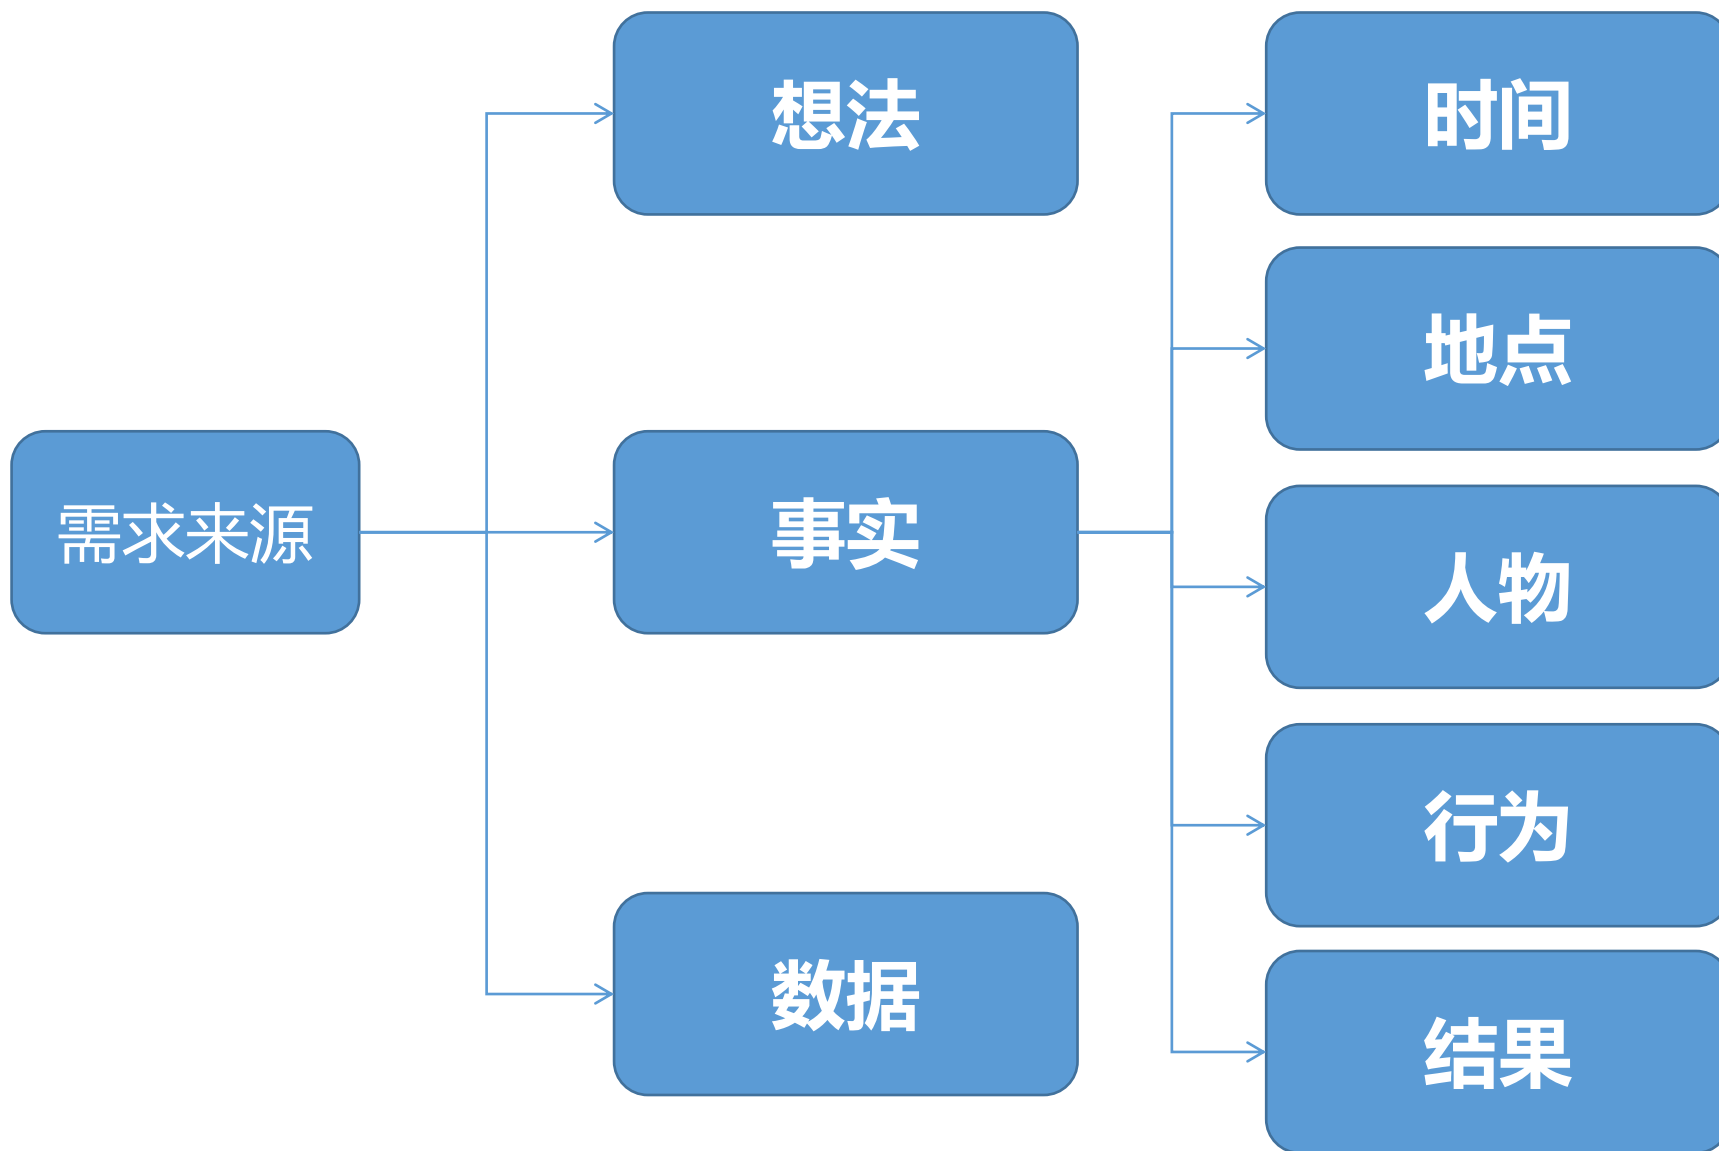 需求来源
想法
事实
数据
时间
地点
人物
行为
结果